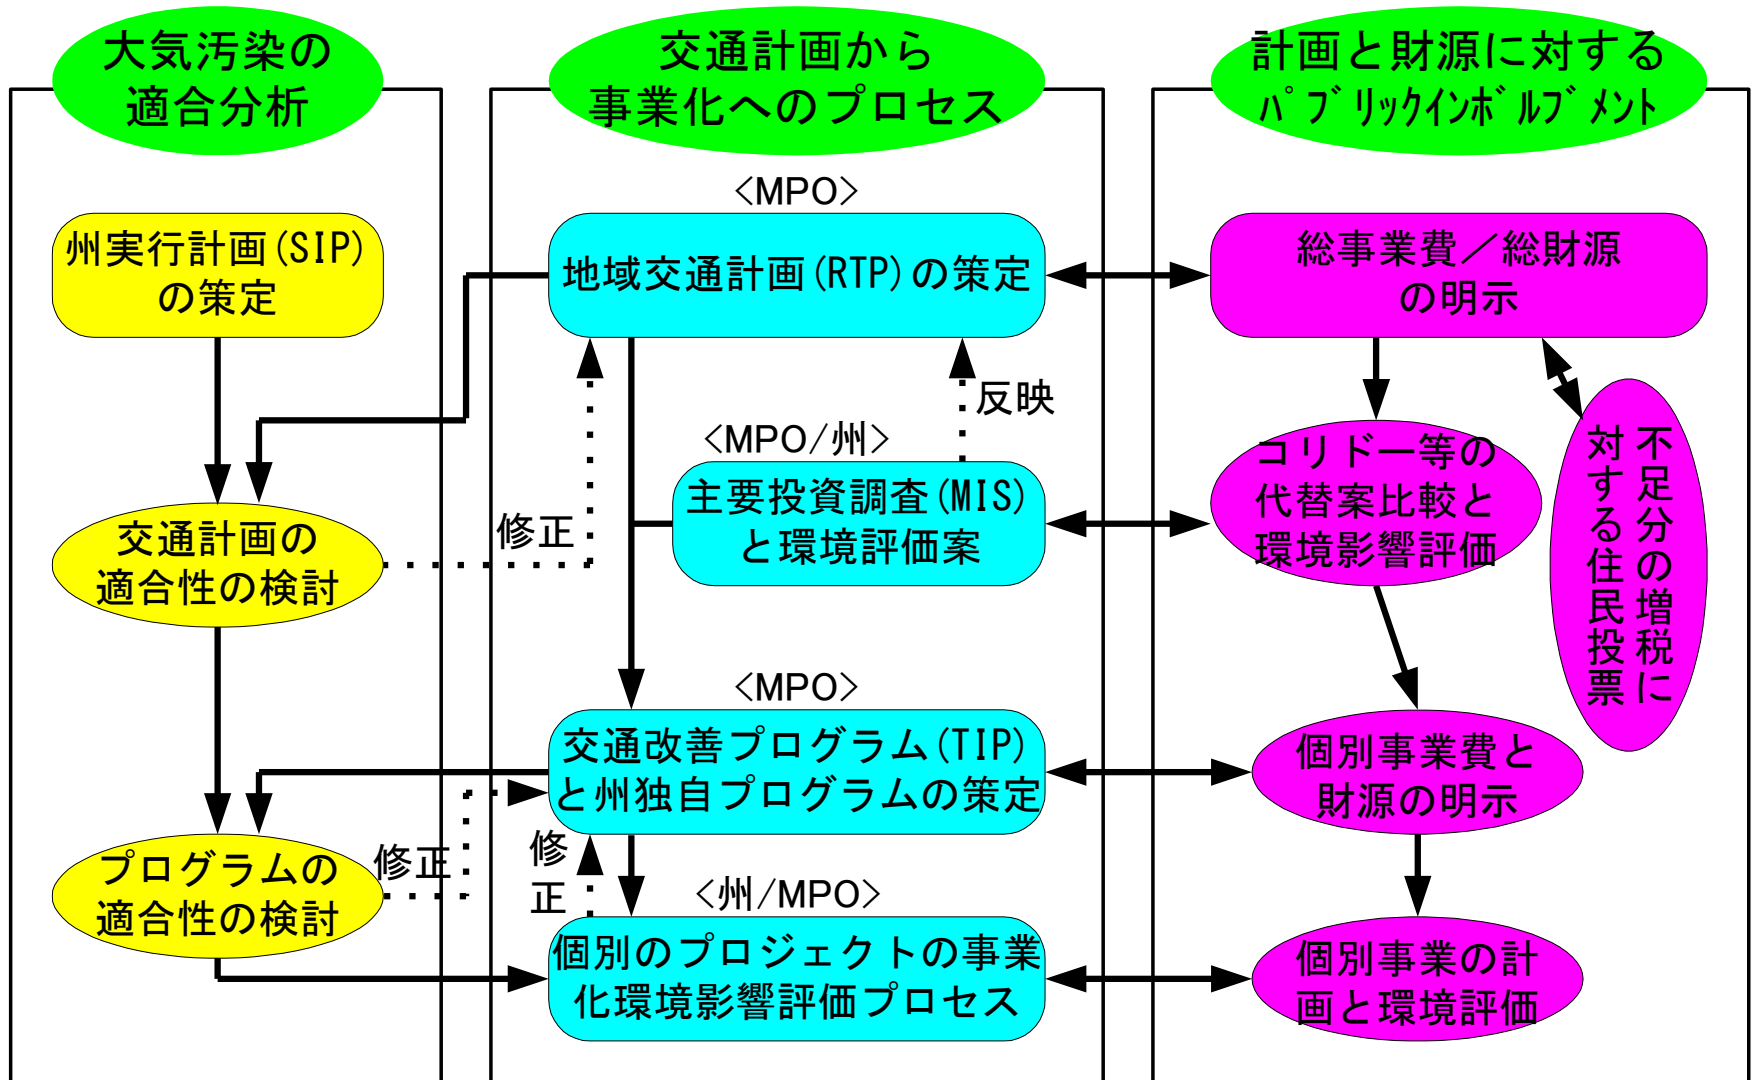 大気汚染の
適合分析
州実行計画(SIP)
の策定
交通計画の
適合性の検討
プログラムの
適合性の検討
修正
修正
交通計画から
事業化へのプロセス
<MPO>
地域交通計画(RTP)の策定
反映
<MPO/州>
主要投資調査(MIS)
と環境評価案
<MPO>
交通改善プログラム(TIP)
と州独自プログラムの策定
修
正
<州/MPO>
個別のプロジェクトの事業
化環境影響評価プロセス
計画と財源に対する
ﾊﾟﾌﾞﾘｯｸｲﾝﾎﾞﾙﾌﾞﾒﾝﾄ
総事業費／総財源
の明示
コリドー等の
代替案比較と
環境影響評価
不足分の増税に
対する住民投票
個別事業費と
財源の明示
個別事業の計
画と環境評価